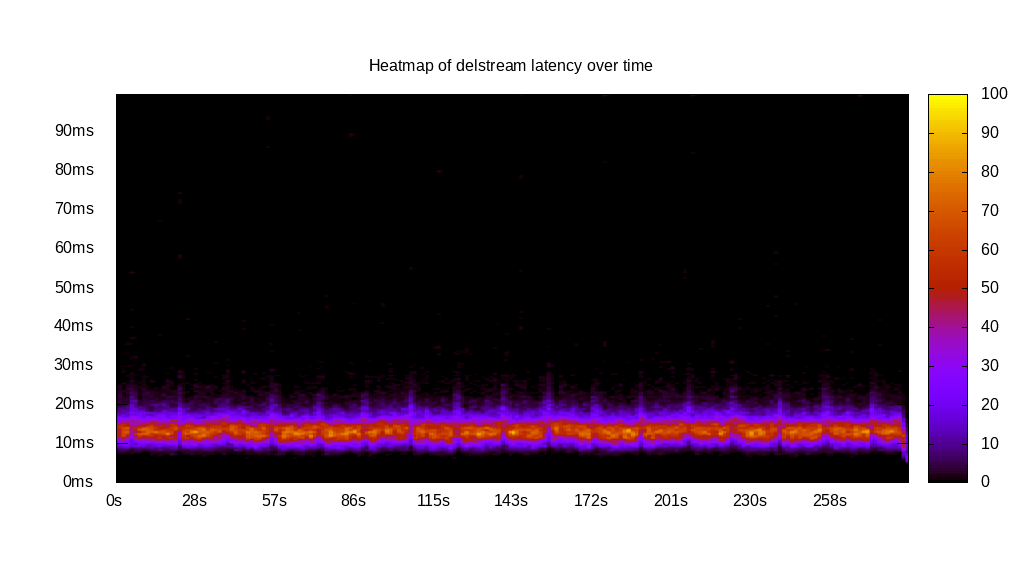 Heatmap of delstream latency over time
90ms
80ms
70ms
60ms
50ms
40ms
30ms
20ms
10ms
0ms
0s 28s 57s 86s 115s 143s 172s 201s 230s 258s
100
90
80
70
60
50
40
30
20
10
0